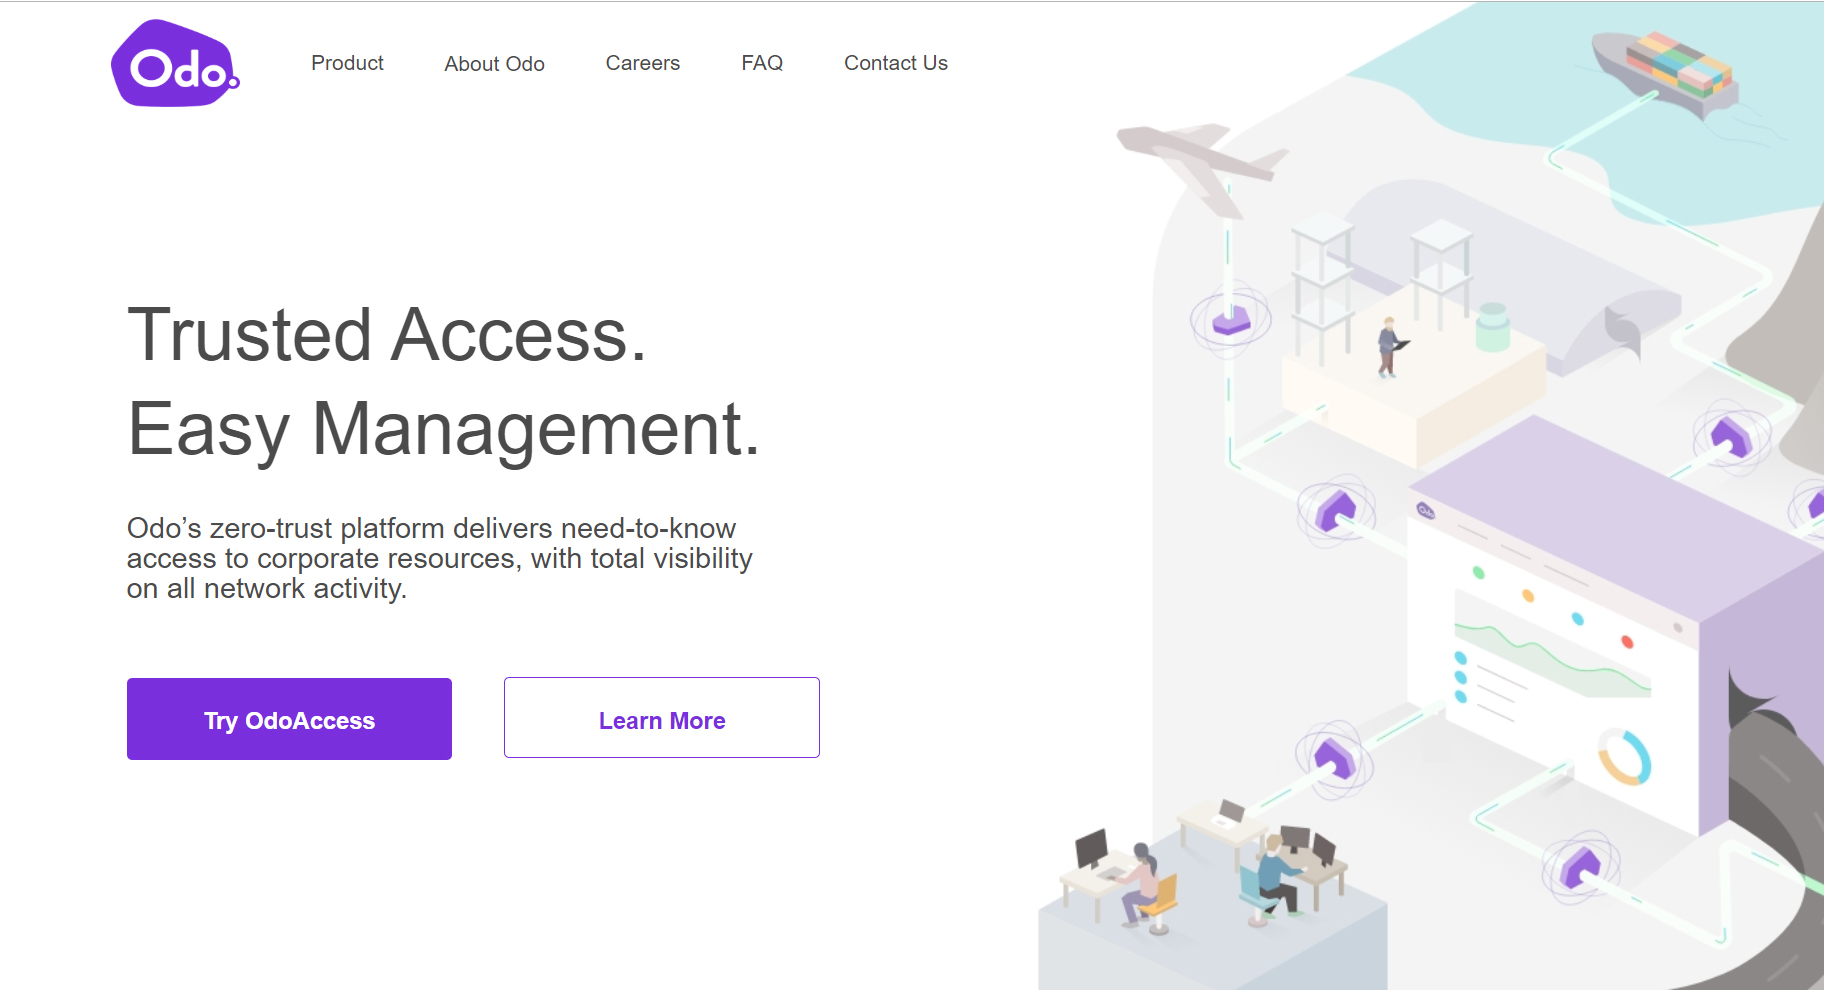 Odo.
Product
About Odo
Careers
FAQ
Contact Us
Trusted Access.
Easy Management.
Odo’s zero-trust platform delivers need-to-know
access to corporate resources, with total visibility
on all network activity.
Try OdoAccess
Learn More
Odo